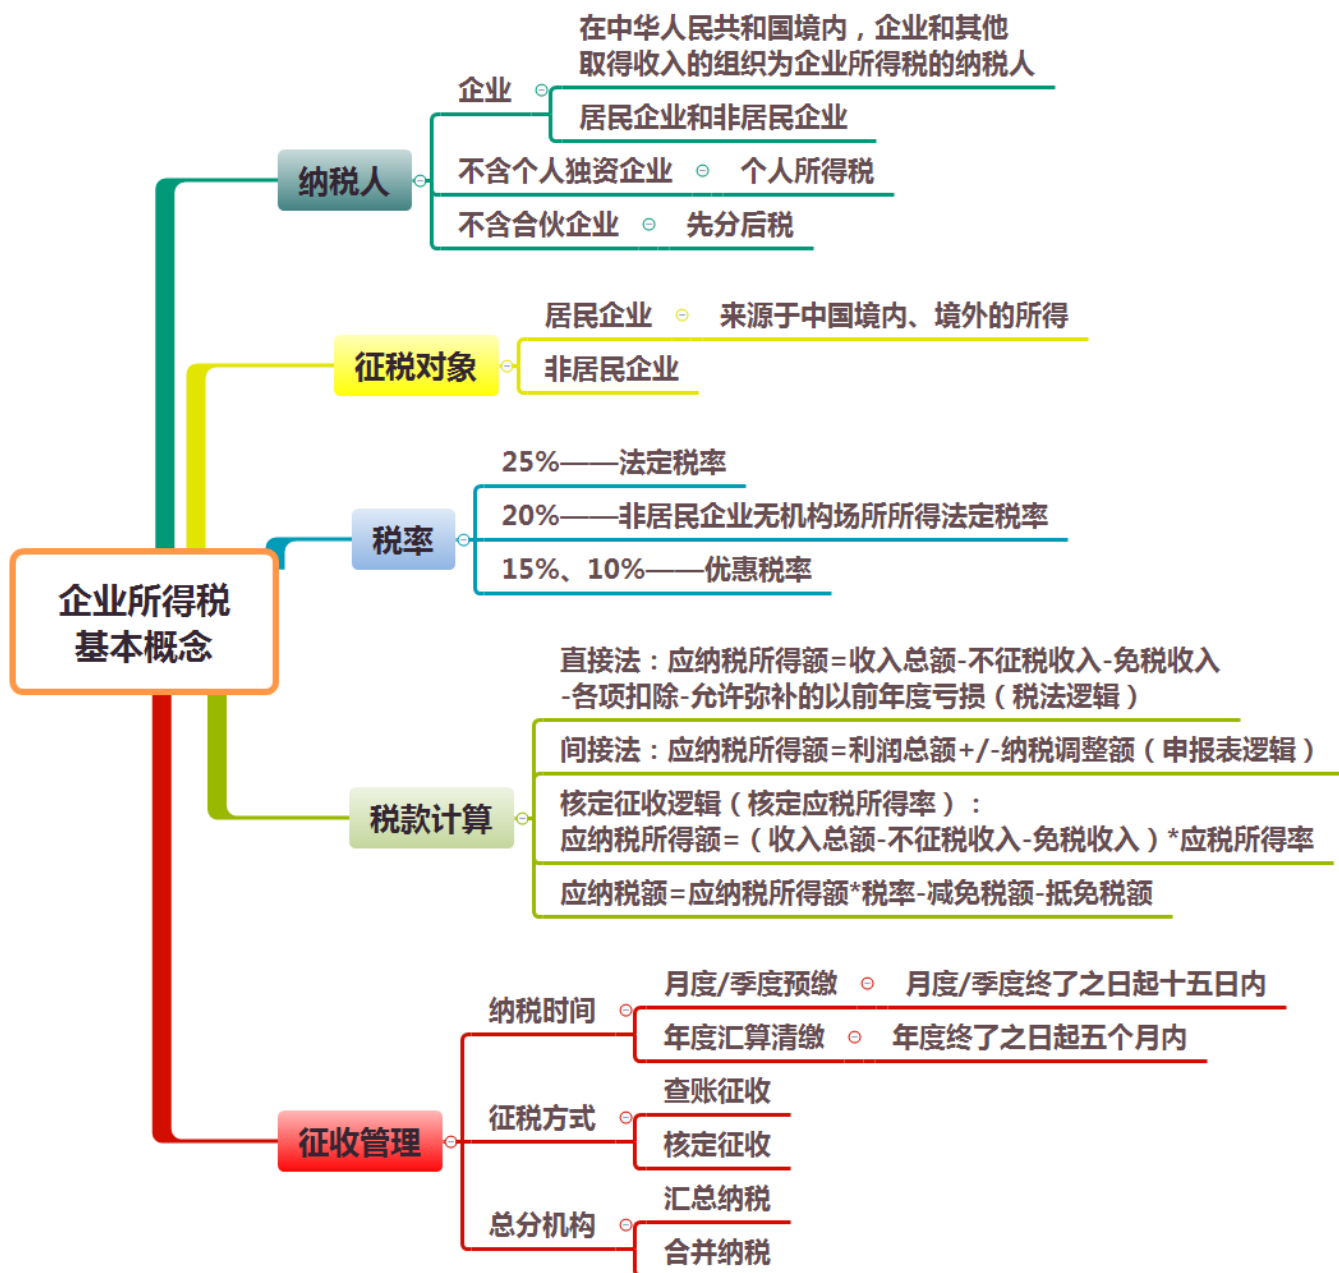 企业所得税
基本概念
纳税人
企业
在中华人民共和国境内，企业和其他
取得收入的组织为企业所得税的纳税人
居民企业和非居民企业
不含个人独资企业
个人所得税
不含合伙企业
先分后税
征税对象
居民企业
来源于中国境内、境外的所得
非居民企业
税率
25%——法定税率
20%——非居民企业无机构场所所得法定税率
15%、10%——优惠税率
税款计算
直接法：应纳税所得额=收入总额-不征税收入-免税收入
-各项扣除-允许弥补的以前年度亏损（税法逻辑）
间接法：应纳税所得额=利润总额+/-纳税调整额（申报表逻辑）
核定征收逻辑（核定应税所得率）：
应纳税所得额=（收入总额-不征税收入-免税收入）*应税所得率
应纳税额=应纳税所得额*税率-减免税额-抵免税额
征收管理
纳税时间
月度/季度预缴
月度/季度终了之日起十五日内
年度汇算清缴
年度终了之日起五个月内
征税方式
查账征收
核定征收
总分机构
汇总纳税
合并纳税